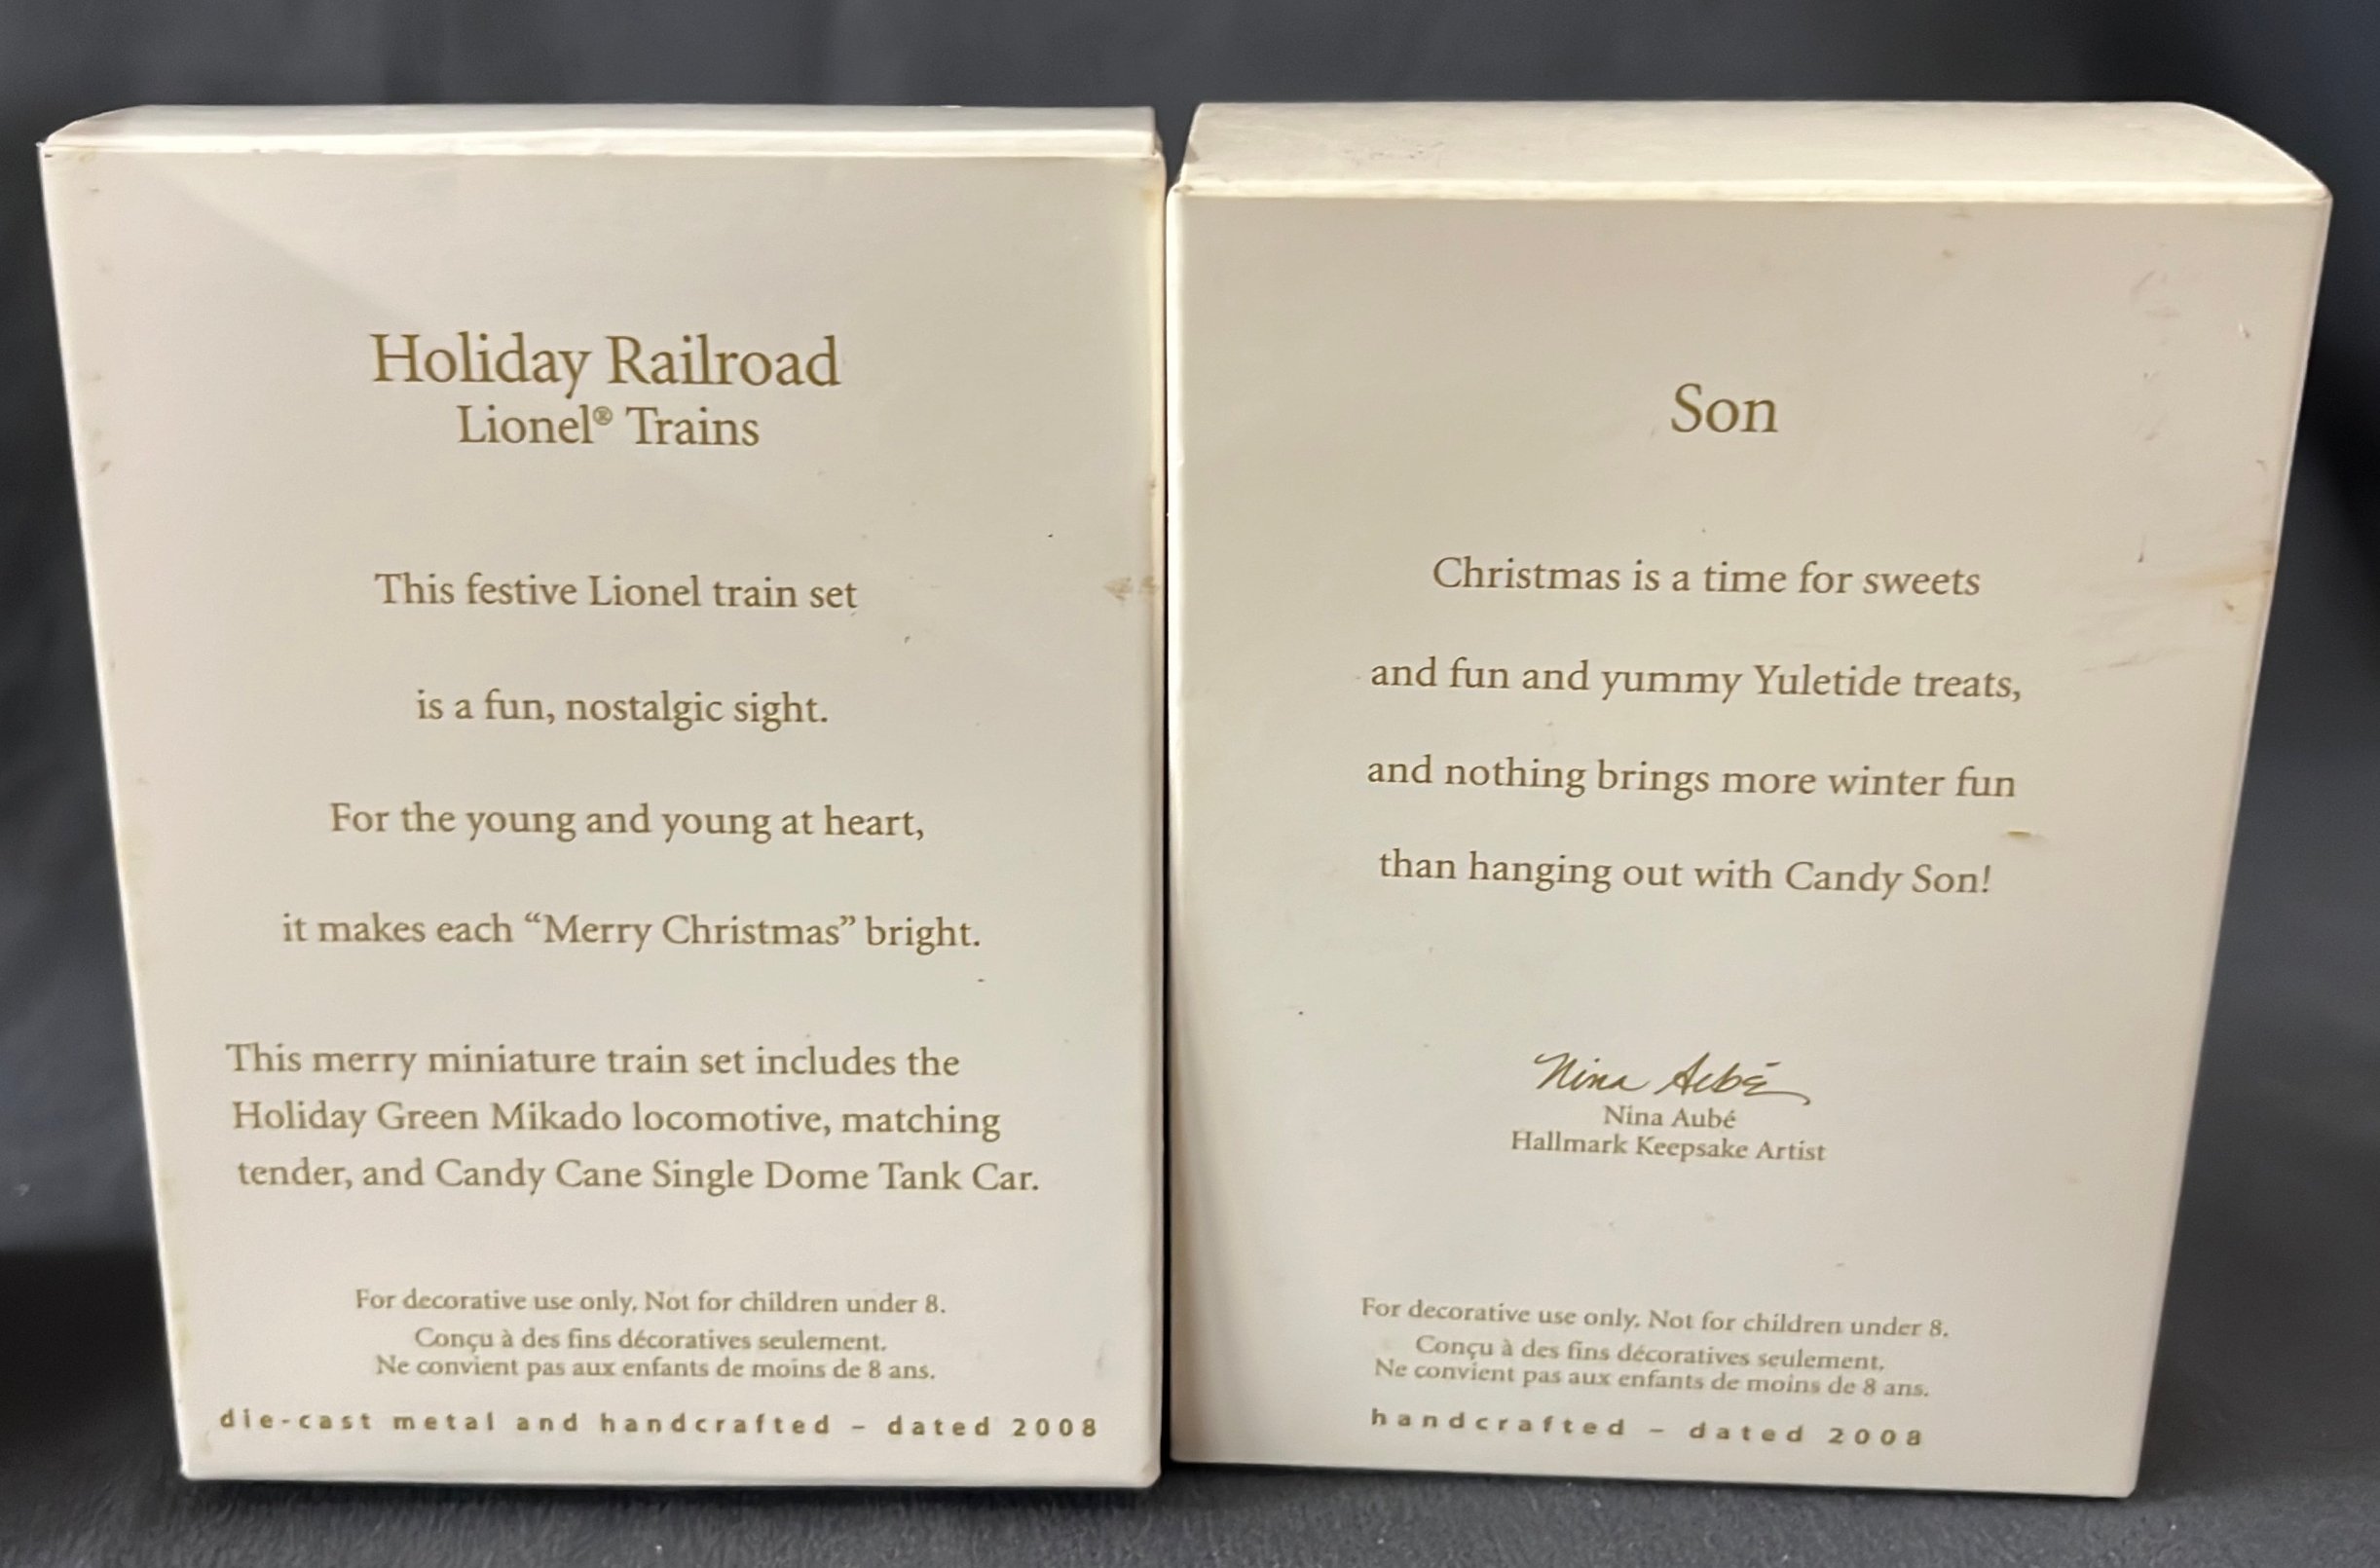 Holiday Railroad
Lionel® Trains
This festive Lionel train set
is a fun, nostalgic sight.
For the young and young at heart,
it makes each “Merry Christmas” bright.
This merry miniature train set includes the
Holiday Green Mikado locomotive, matching
tender, and Candy Cane Single Dome Tank Car.
For decorative use only. Not for children under 8.
Conçu à des fins décoratives seulement.
Ne convient pas aux enfants de moins de 8 ans.
die-cast metal and handcrafted – dated 2008
Son
Christmas is a time for sweets
and fun and yummy Yuletide treats,
and nothing brings more winter fun
than hanging out with Candy Son!
Nina Aubé
Nina Aubé
Hallmark Keepsake Artist
For decorative use only. Not for children under 8.
Conçu à des fins décoratives seulement.
Ne convient pas aux enfants de moins de 8 ans.
handcrafted – dated 2008